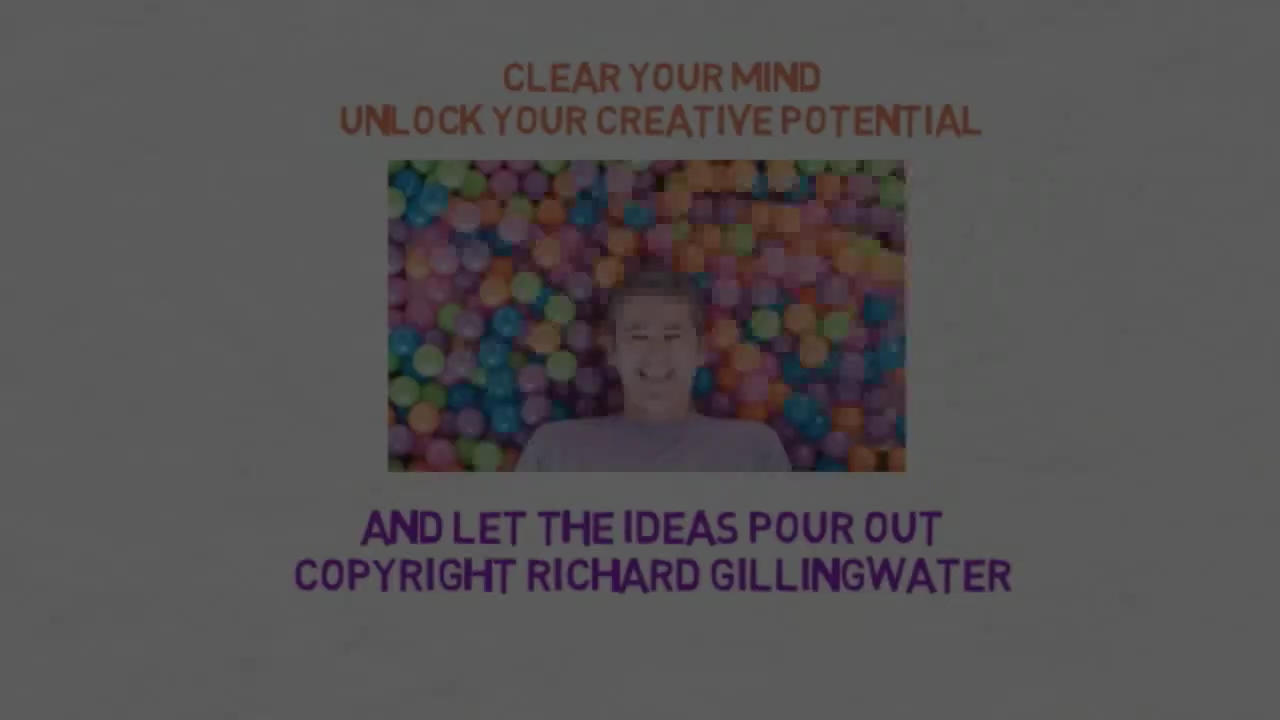 CLEAR YOUR MIND
UNLOCK YOUR CREATIVE POTENTIAL
AND LET THE IDEAS POUR OUT
COPYRIGHT RICHARD GILLINGWATER